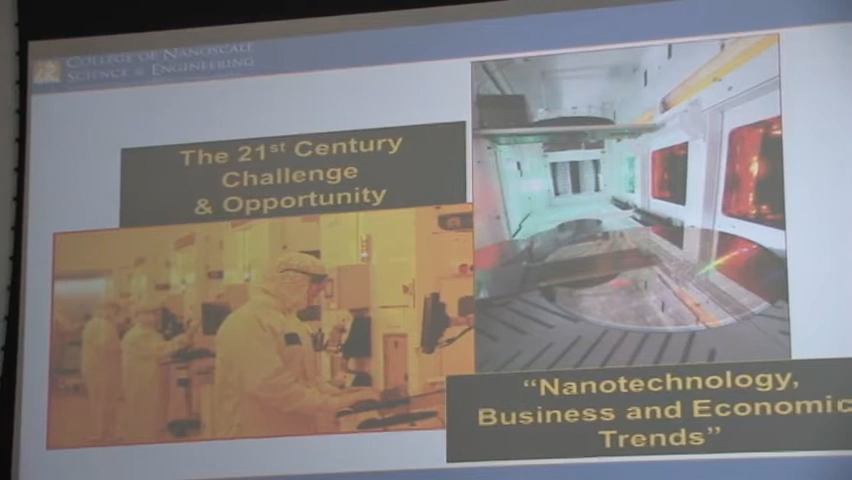 COLLEGE OF NANOSCALE
SCIENCE & ENGINEERING
The 21st Century
Challenge
& Opportunity
“Nanotechnology,
Business and Economic
Trends”